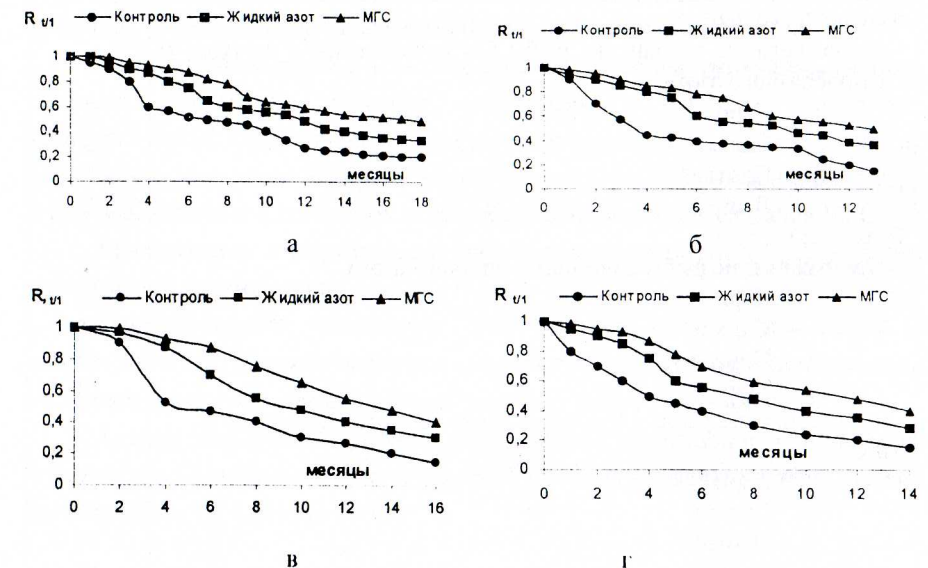 R t/1 Контроль Жидкий азот МГС
1
0,8
0,6
0,4
0,2
0
месяцы
0 2 4 6 8 10 12 14 16 18
а
R t/1 Контроль Жидкий азот МГС
1
0,8
0,6
0,4
0,2
0
месяцы
0 2 4 6 8 10 12
б
R, t/1 Контроль Жидкий азот МГС
1
0,8
0,6
0,4
0,2
0
месяцы
0 2 4 6 8 10 12 14 16
в
R t/1 Контроль Жидкий азот МГС
1
0,8
0,6
0,4
0,2
0
месяцы
0 2 4 6 8 10 12 14
г